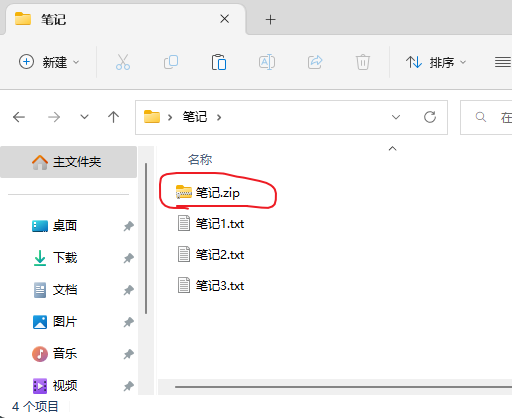 笔记
新建
排序
笔记
在
主文件夹
名称
笔记.zip
桌面
笔记1.txt
下载
笔记2.txt
文档
笔记3.txt
图片
音乐
视频
4 个项目